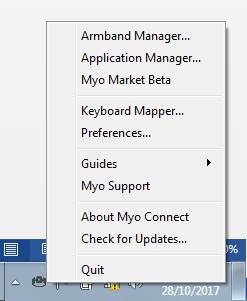 Armband Manager...
Application Manager...
Myo Market Beta
Keyboard Mapper...
Preferences...
Guides
Myo Support
About Myo Connect
Check for Updates...
0%
Quit
28/10/2017